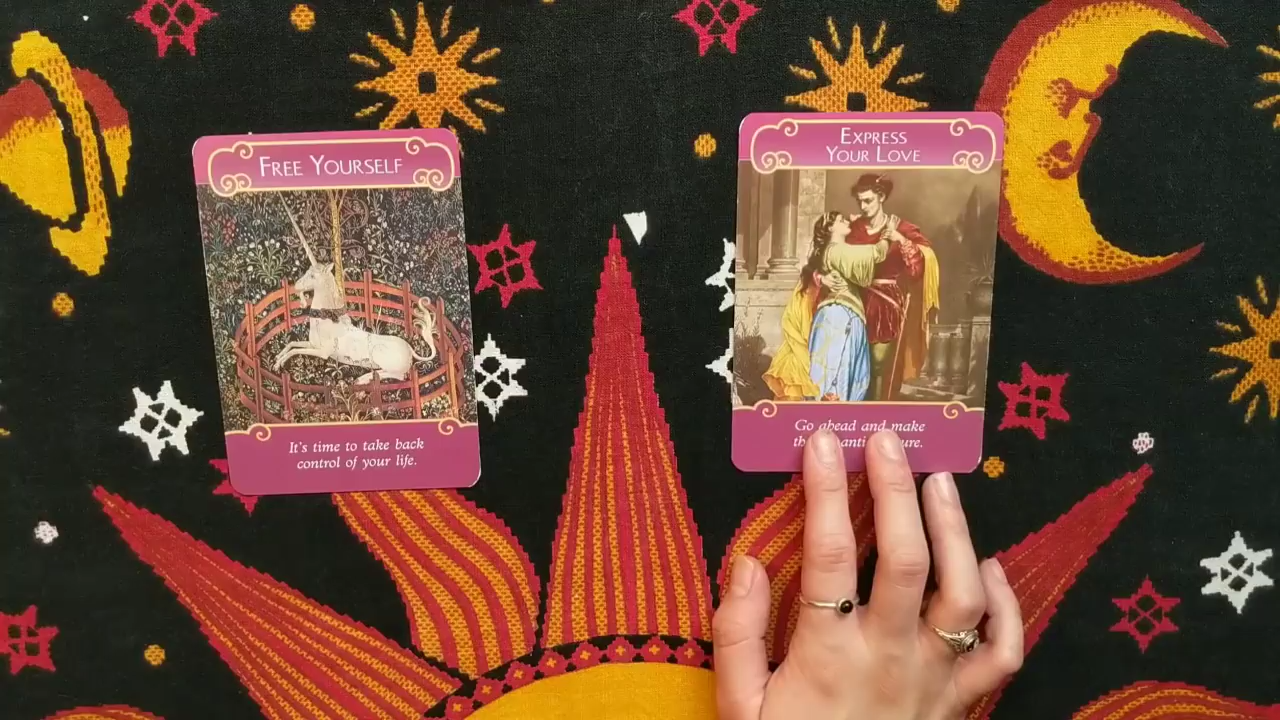 FREE YOURSELF
It's time to take back
control of your life.
EXPRESS
YOUR LOVE
Go ahead and make